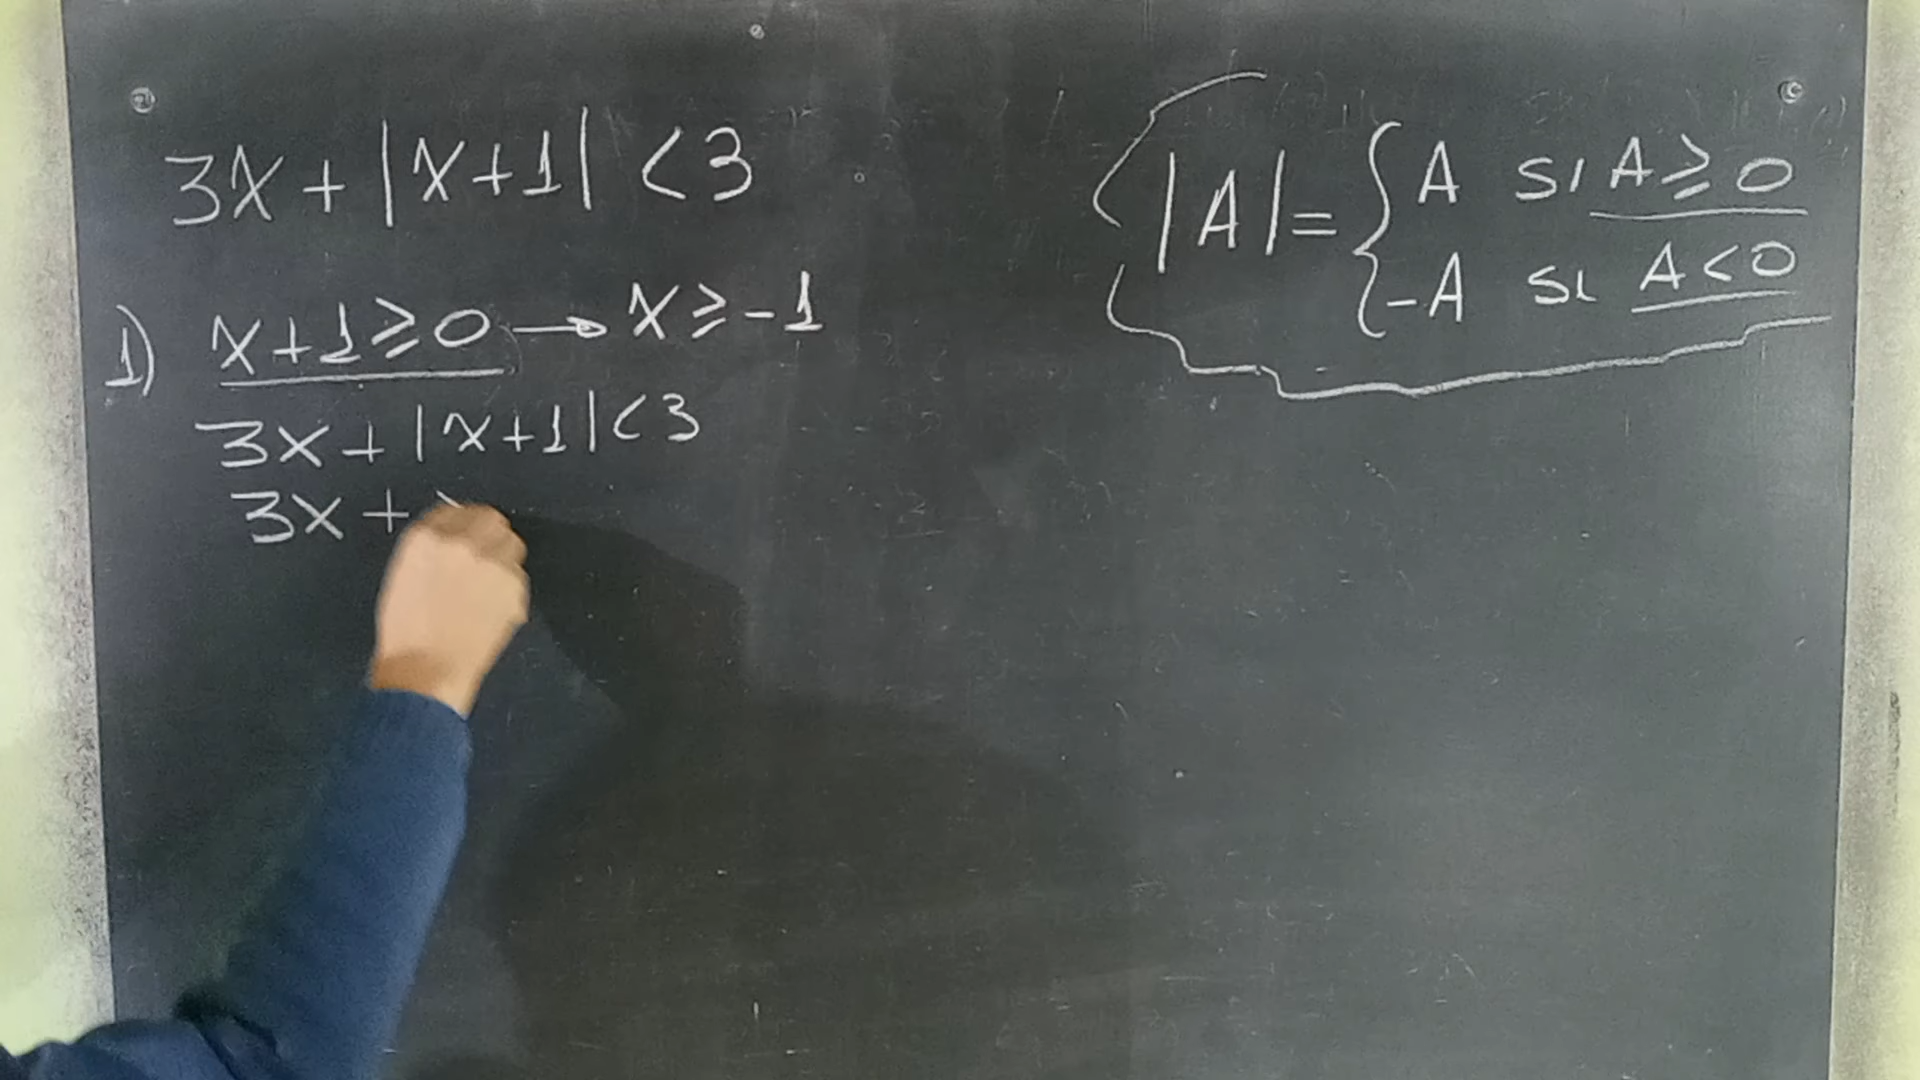 3x + |x+1| < 3
|A| = { A si A ≥ 0
-A si A < 0
1) x+1 ≥ 0 → x ≥ -1
3x + |x+1| < 3
3x +